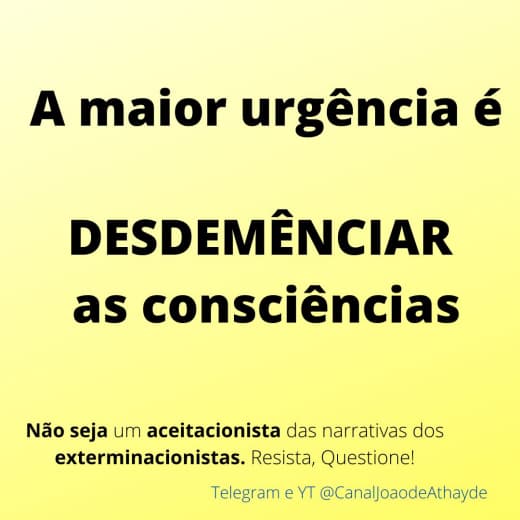 A maior urgência é
DESDEMÊNCIAR
as consciências
Não seja um aceitacionista das narrativas dos
exterminacionistas. Resista, Questione!
Telegram e YT @CanalJoaodeAthayde